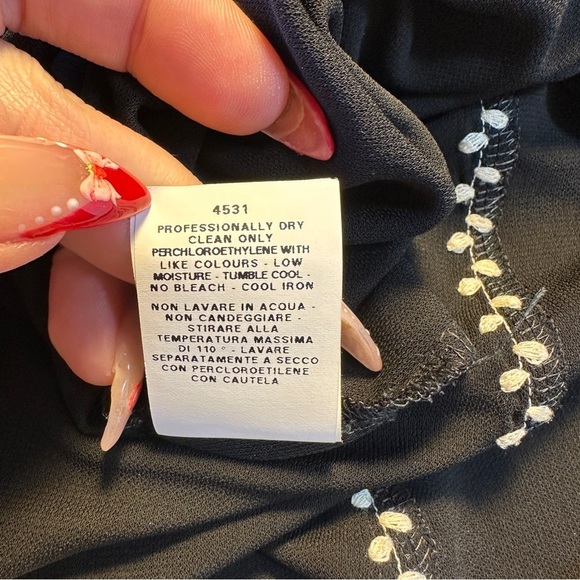 4531
PROFESSIONALLY DRY
CLEAN ONLY
PERCHLOROETHYLENE WITH
LIKE COLOURS - LOW
MOISTURE - TUMBLE COOL -
NO BLEACH - COOL IRON
NON LAVARE IN ACQUA -
NON CANDEGGIARE -
STIRARE ALLA
TEMPERATURA MASSIMA
DI 110 ° - LAVARE
SEPARATAMENTE A SECCO
CON PERCLOROETILENE
CON CAUTELA